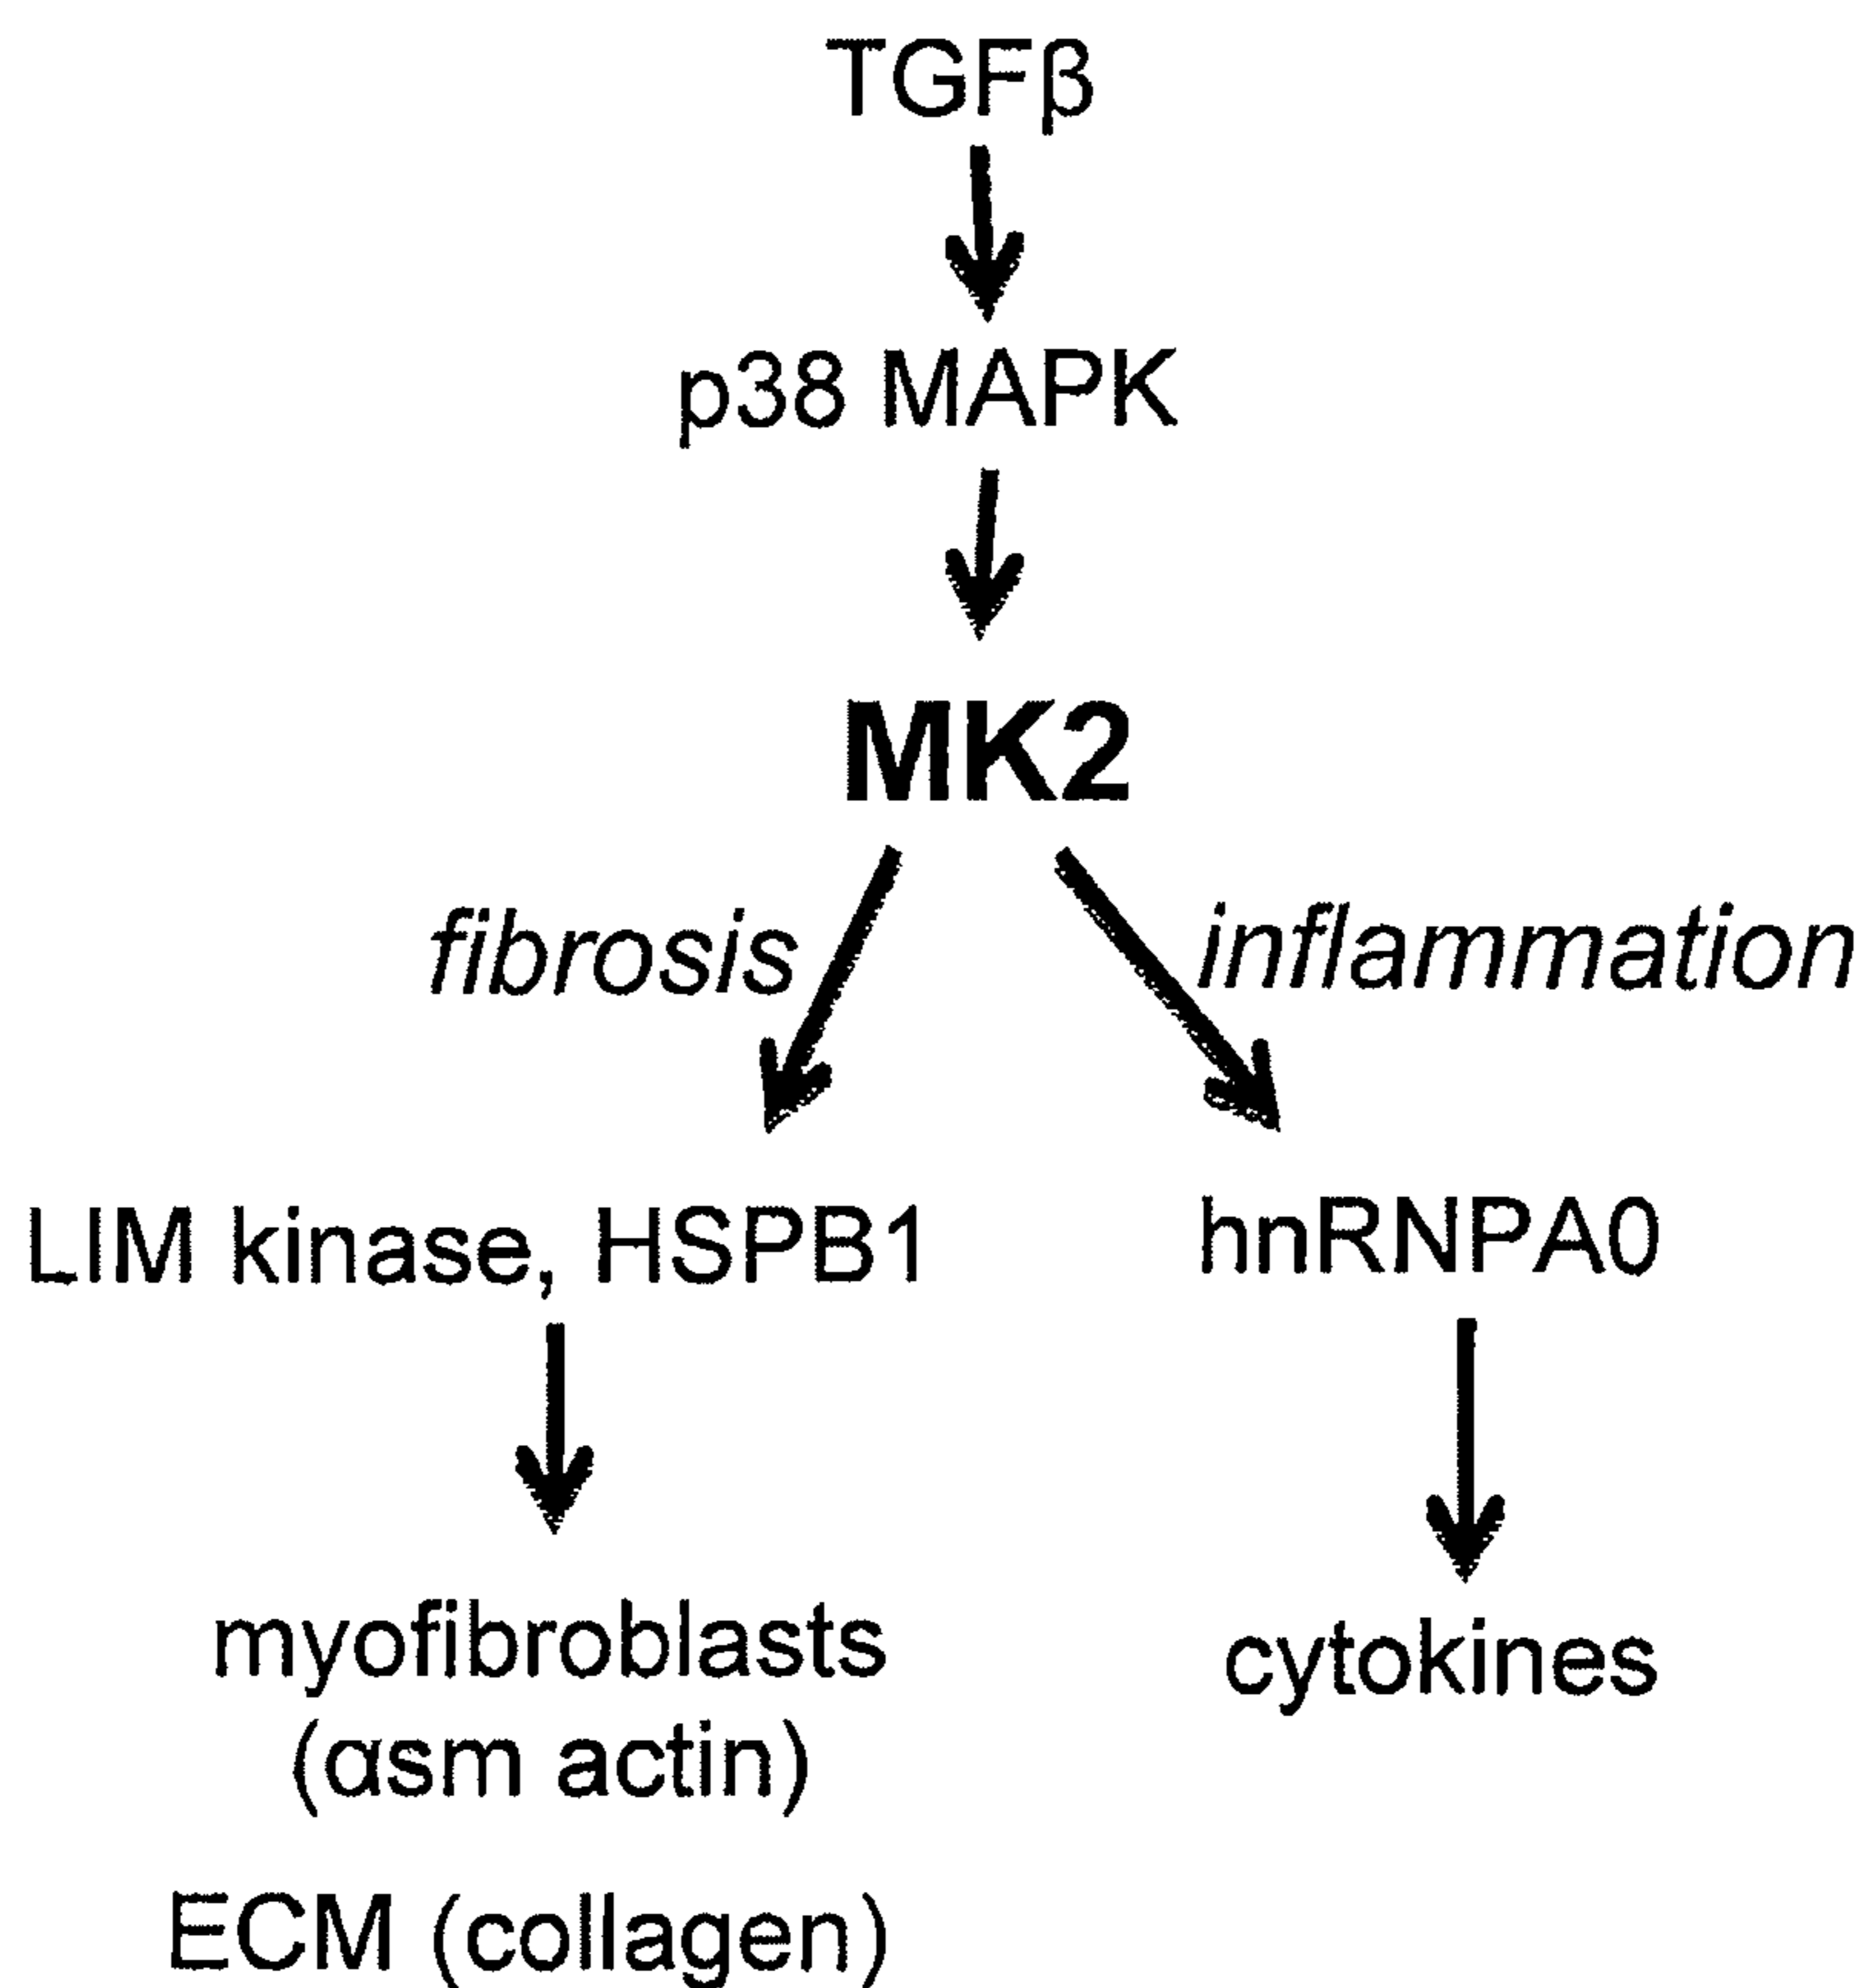 TGFβ
p38 MAPK
MK2
fibrosis
inflammation
LIM kinase, HSPB1
hnRNPA0
myofibroblasts
(αsm actin)
cytokines
ECM (collagen)